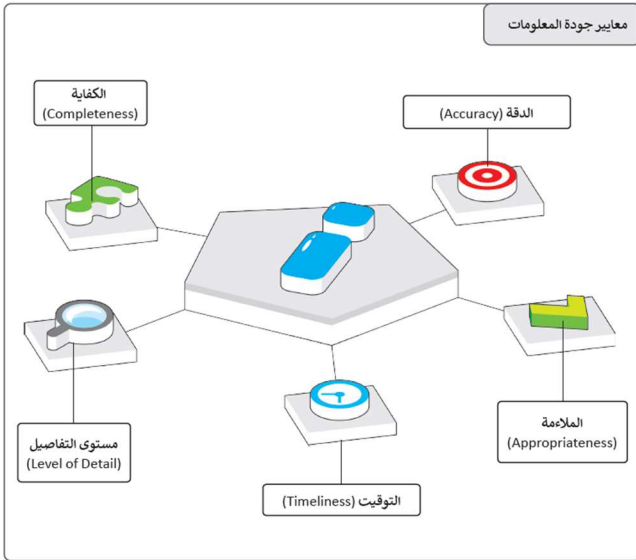 معايير جودة المعلومات
الدقة (Accuracy)
الكفاية
(Completeness)
الملاءمة
(Appropriateness)
مستوى التفاصيل
(Level of Detail)
التوقيت (Timeliness)